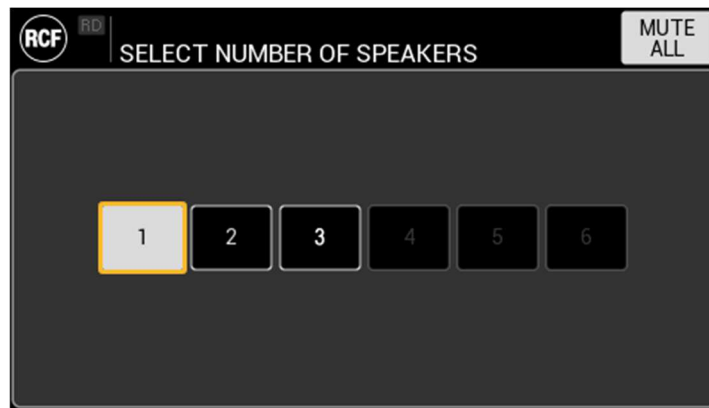 RCF RD
SELECT NUMBER OF SPEAKERS
MUTE
ALL
1 2 3 4 5 6